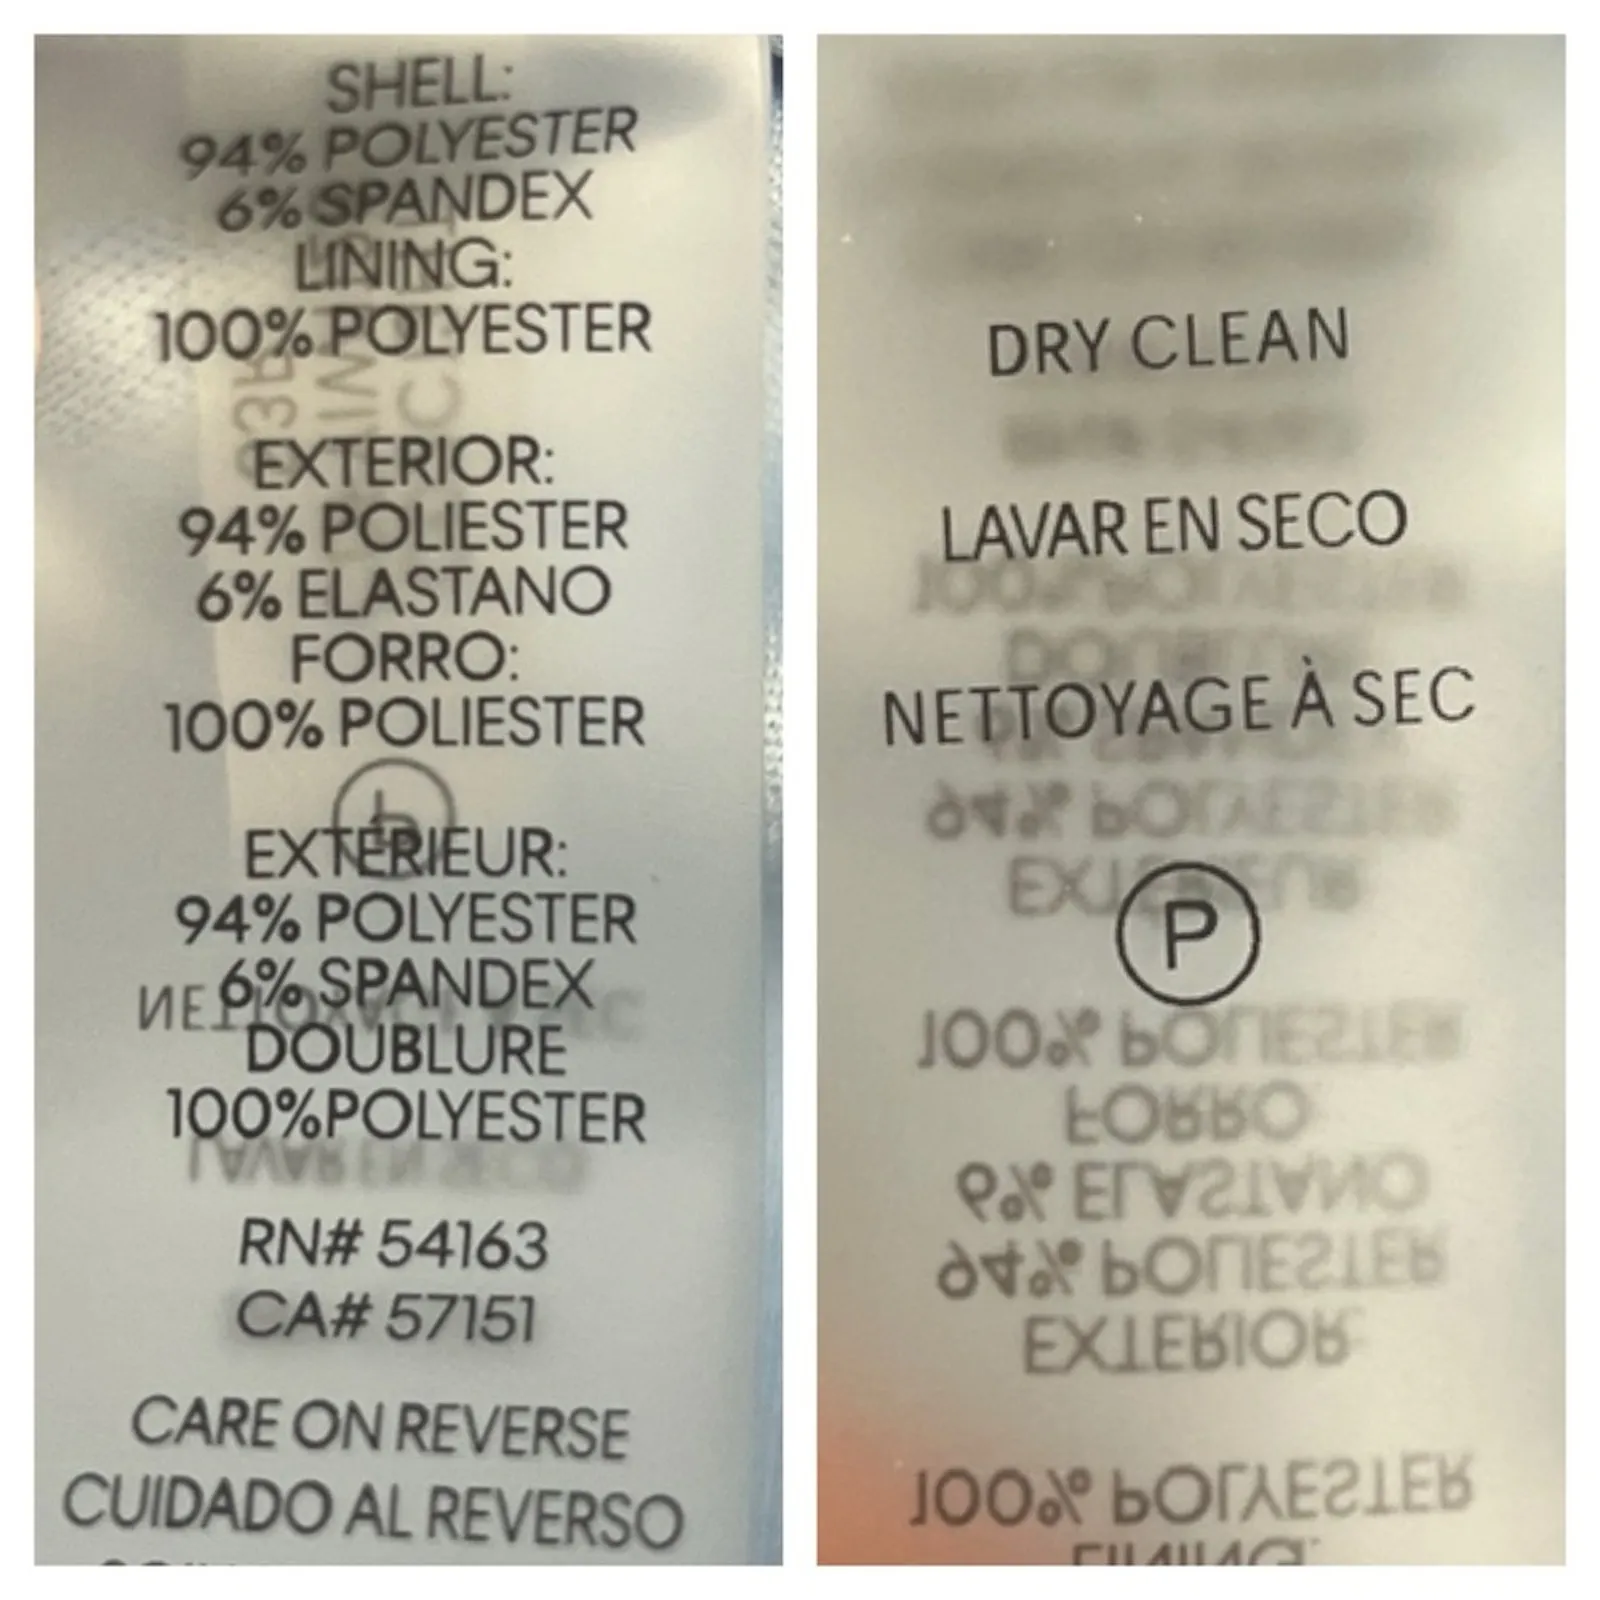 SHELL:
94% POLYESTER
6% SPANDEX
LINING:
100% POLYESTER
EXTERIOR:
94% POLIESTER
6% ELASTANO
FORRO:
100% POLIESTER
EXTÉRIEUR:
94% POLYESTER
6% SPANDEX
DOUBLURE
100%POLYESTER
RN# 54163
CA# 57151
CARE ON REVERSE
CUIDADO AL REVERSO
DRY CLEAN
LAVAR EN SECO
NETTOYAGE À SEC
P